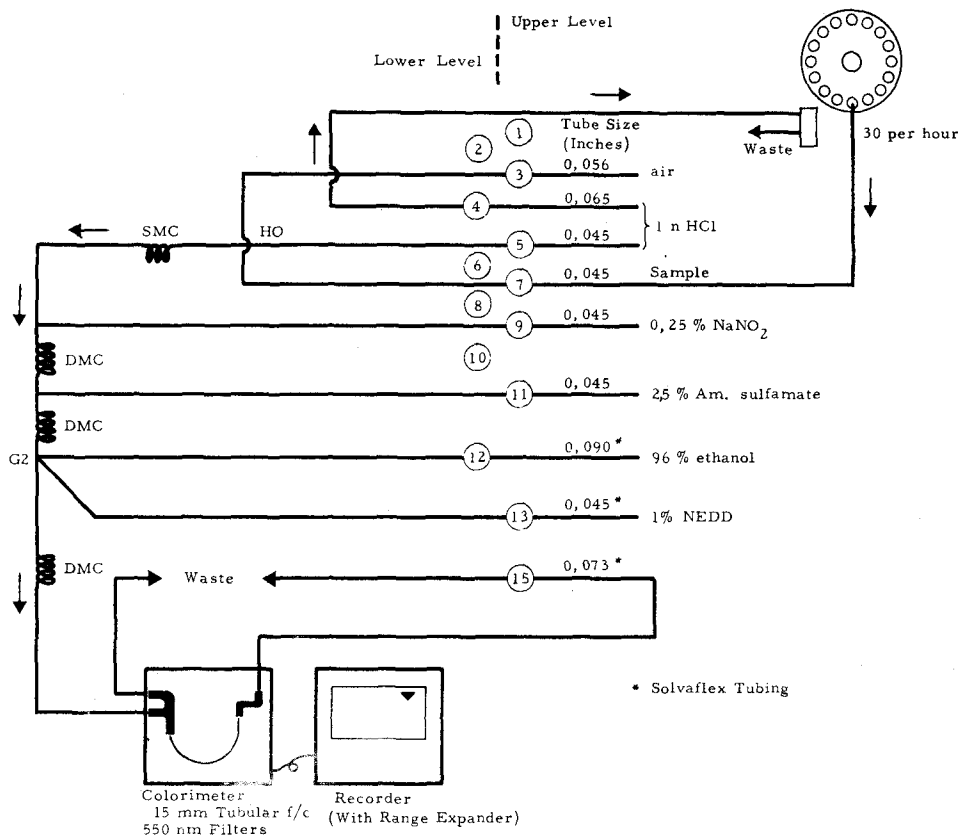 Upper Level
Lower Level
30 per hour
1
Tube Size
(Inches)
Waste
2
3
0,056
air
4
0,065
1 n HCl
SMC
HO
5
0,045
6
7
0,045
Sample
8
9
0,045
0,25 % NaNO2
DMC
10
11
0,045
2,5 % Am. sulfamate
DMC
G2
12
0,090 *
96 % ethanol
13
0,045 *
1% NEDD
DMC
Waste
15
0,073 *
* Solvaflex Tubing
Colorimeter
15 mm Tubular f/c
550 nm Filters
Recorder
(With Range Expander)